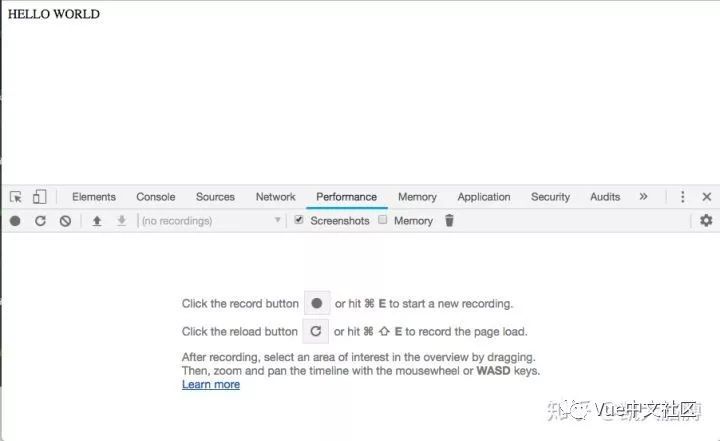 HELLO WORLD
Elements Console Sources Network Performance Memory Application Security Audits »
(no recordings) Screenshots Memory
Click the record button or hit ⌘ E to start a new recording.
Click the reload button or hit ⌘ ⇧ E to record the page load.
After recording, select an area of interest in the overview by dragging.
Then, zoom and pan the timeline with the mousewheel or WASD keys.
Learn more
Vue中文社区